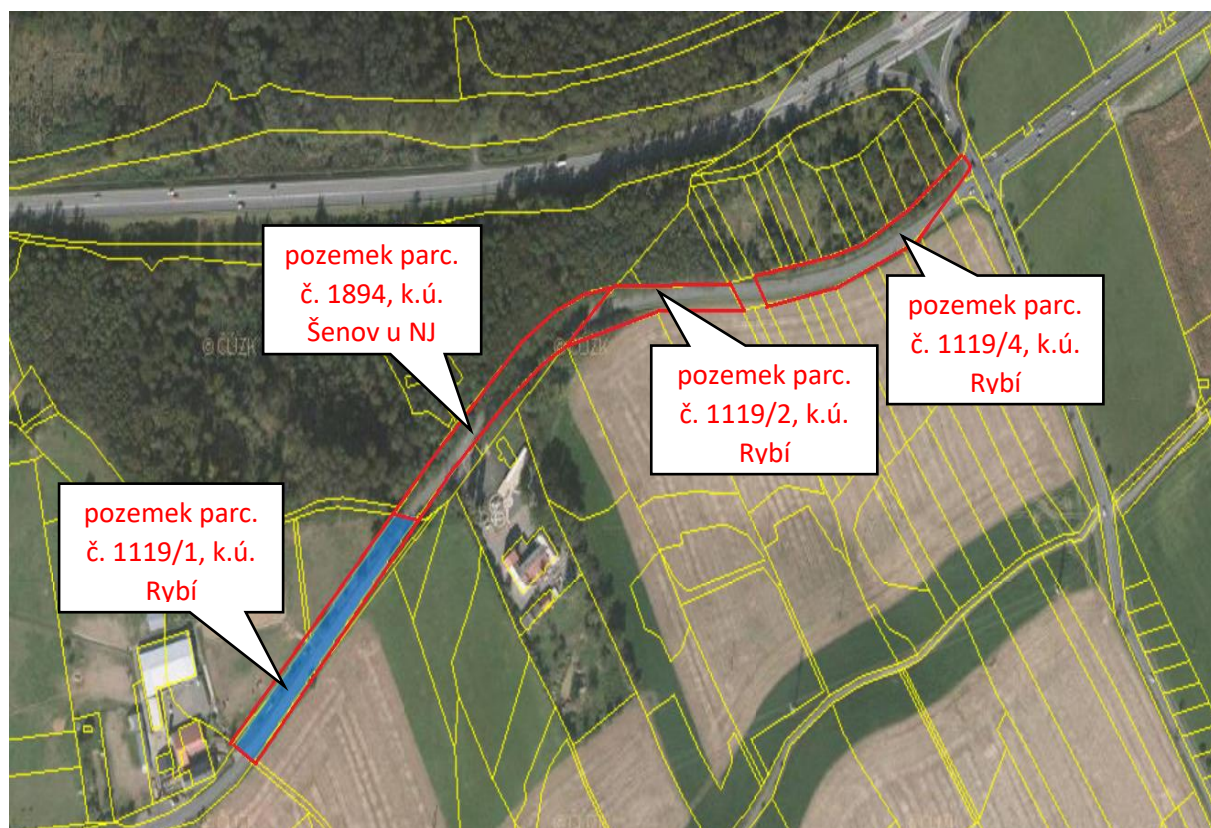 pozemek parc.
č. 1894, k.ú.
Šenov u NJ
pozemek parc.
č. 1119/4, k.ú.
Rybí
pozemek parc.
č. 1119/2, k.ú.
Rybí
pozemek parc.
č. 1119/1, k.ú.
Rybí
©ČÚZK
©ČÚZK